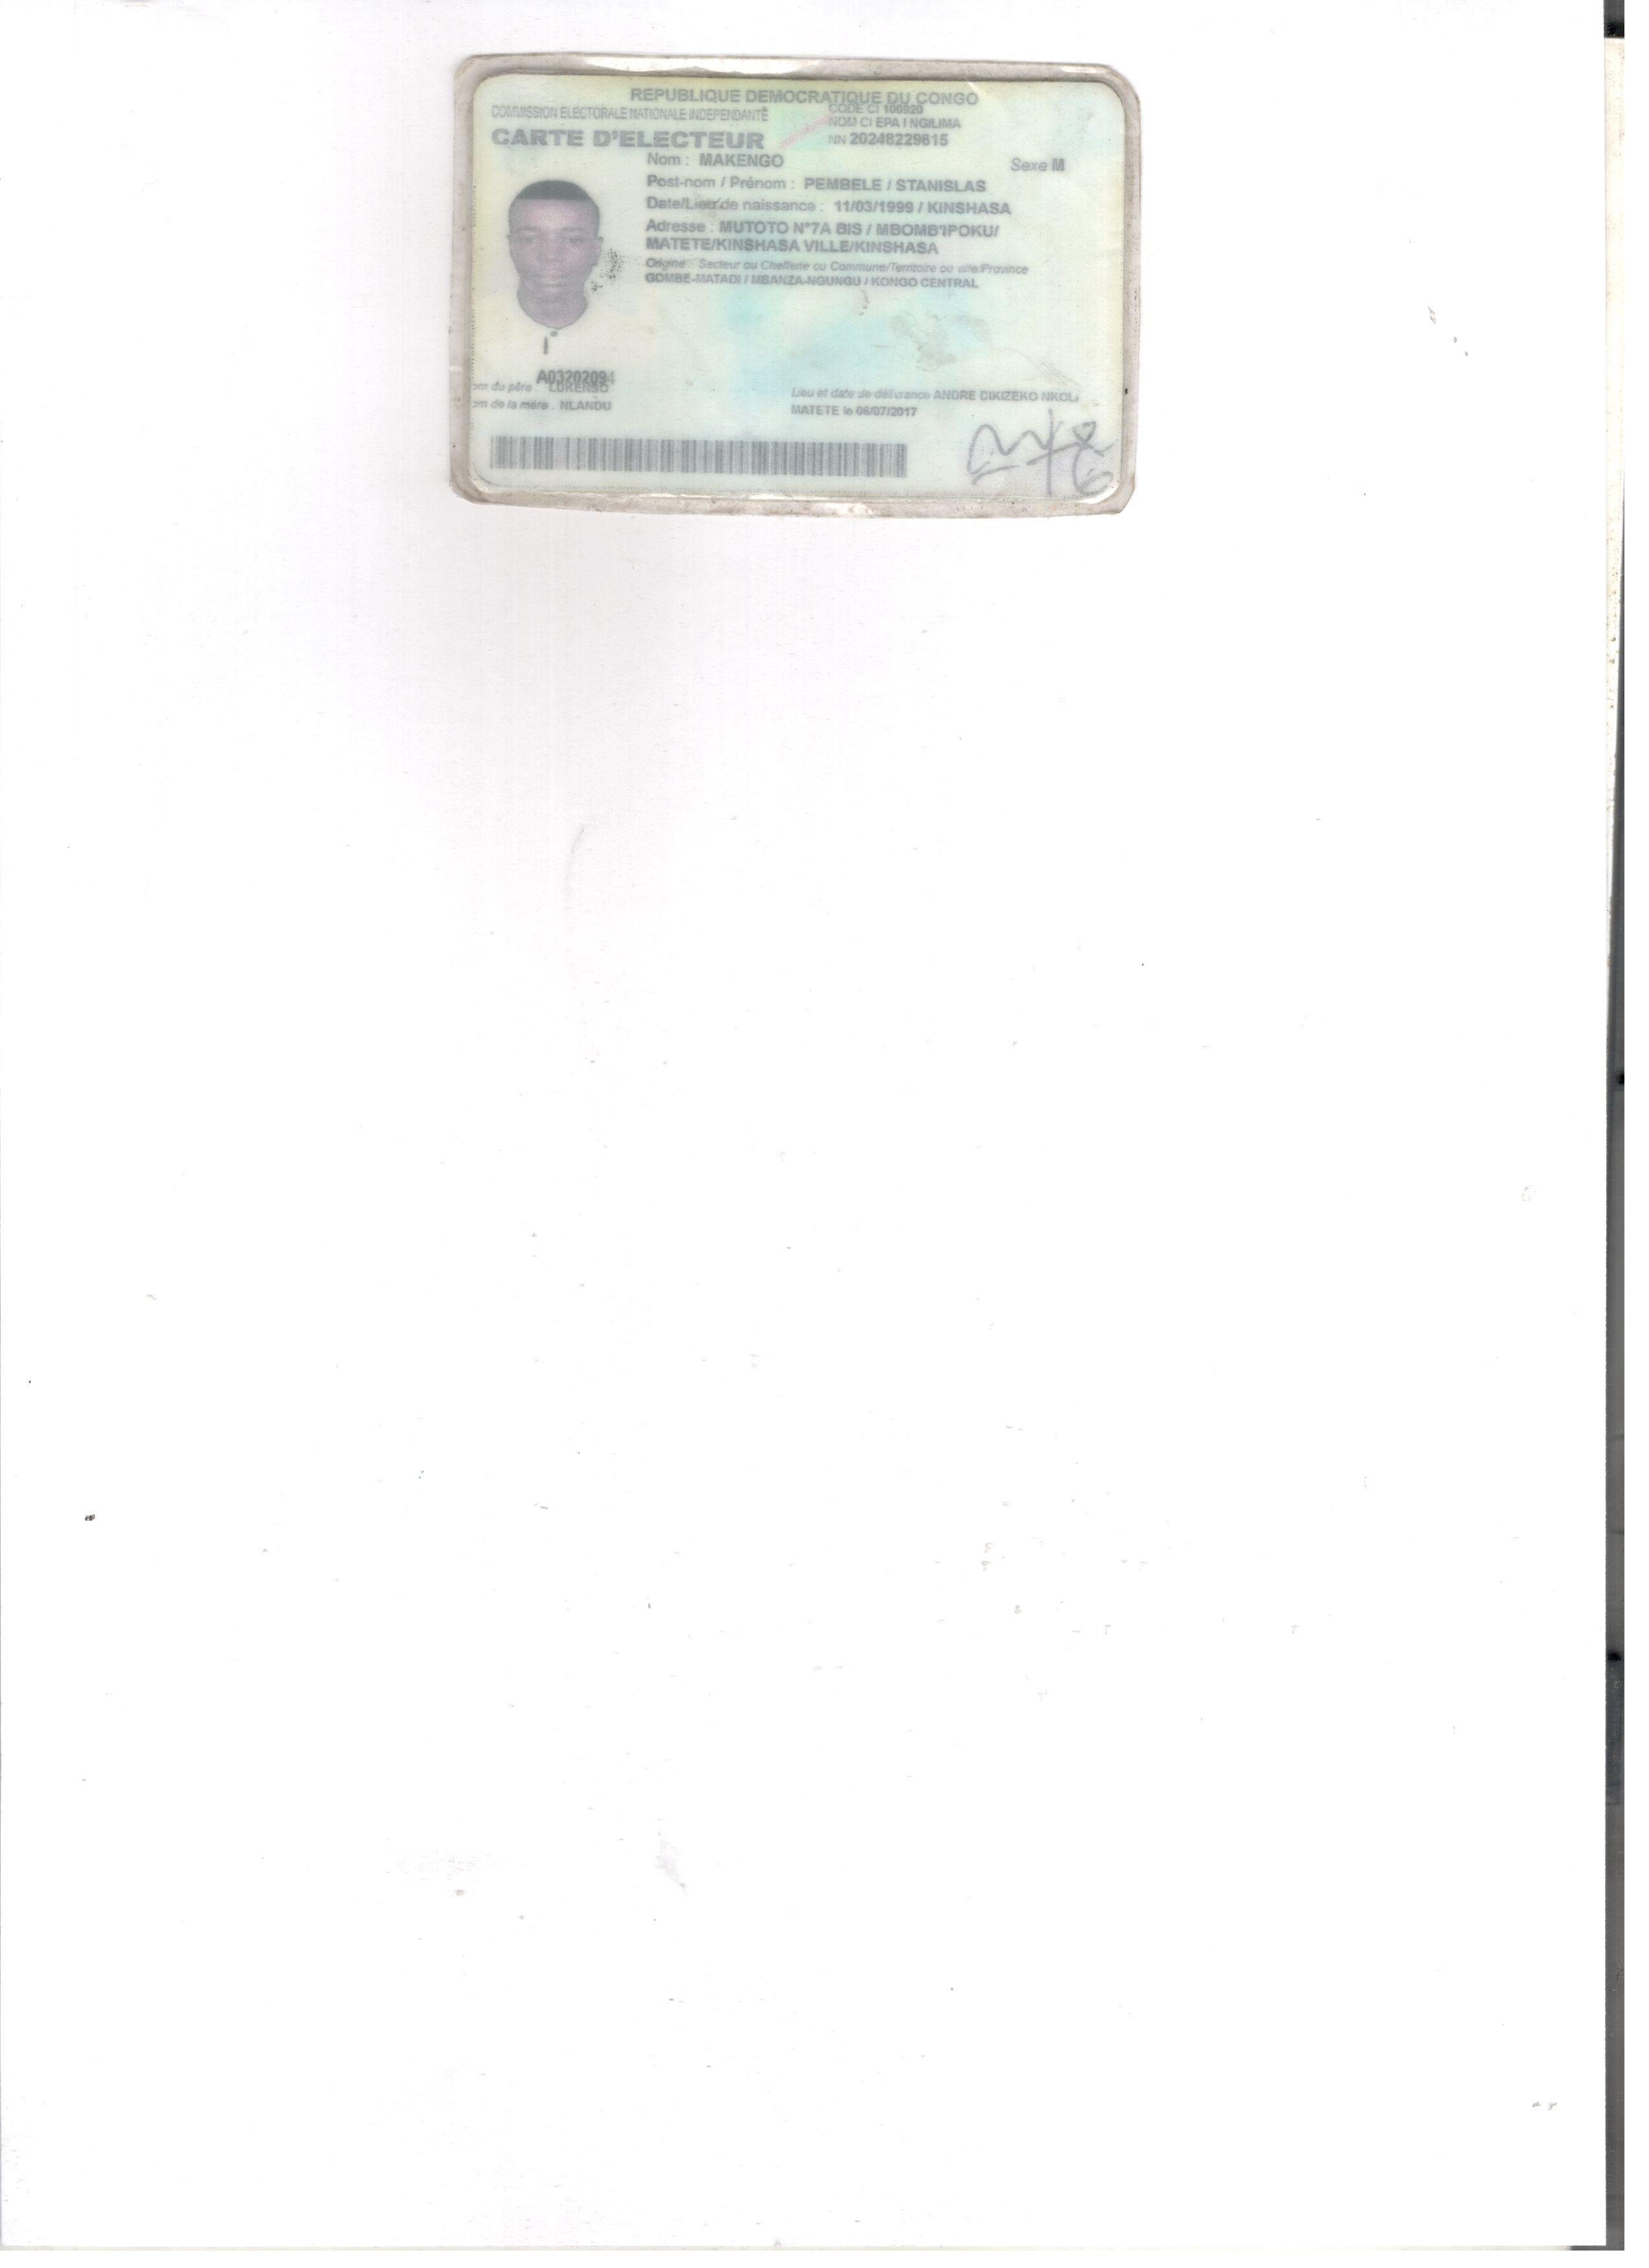 REPUBLIQUE DEMOCRATIQUE DU CONGO
COMMISSION ELECTORALE NATIONALE INDEPENDANTE
CODE CI 100920
NOM CI EPA I NGILIMA
CARTE D'ELECTEUR
NN 20248229615
Nom : MAKENGO
Sexe M
Post-nom / Prénom : PEMBELE / STANISLAS
Date/Lieu de naissance : 11/03/1999 / KINSHASA
Adresse : MUTOTO N°7A BIS / MBOMB'IPOKU/
MATETE/KINSHASA VILLE/KINSHASA
Origine : Secteur ou Chefferie ou Commune/Territoire ou ville/Province
GOMBE-MATADI / MBANZA-NGUNGU / KONGO CENTRAL
A03202094
om du père : LUKENSO
om de la mère : NLANDU
Lieu et date de délivrance ANDRE DIKIZEKO NKOL
MATETE le 06/07/2017